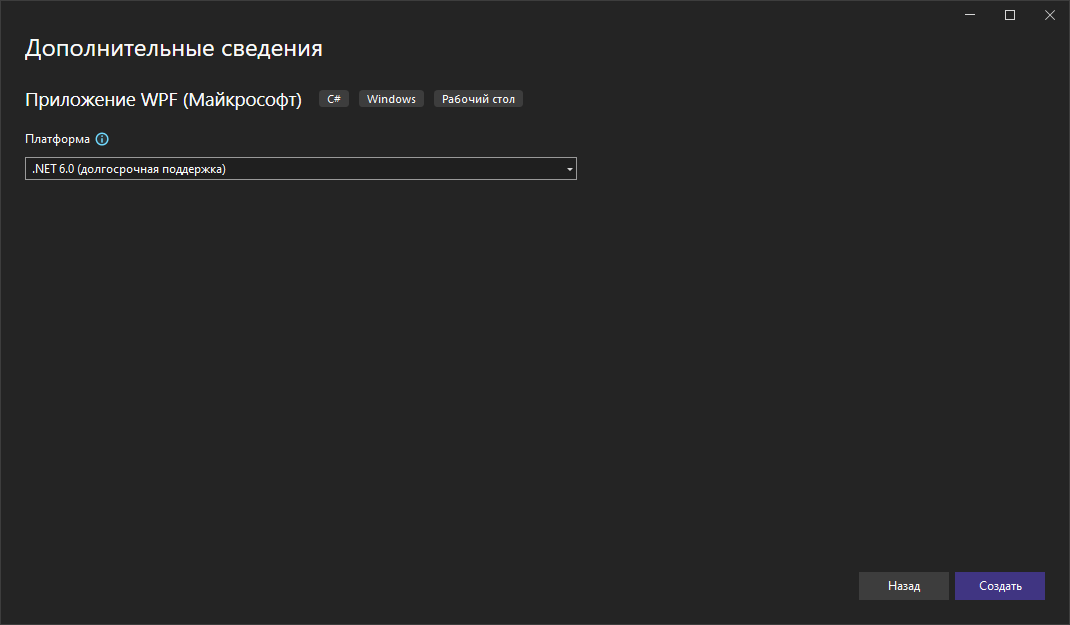 Дополнительные сведения
Приложение WPF (Майкрософт) C# Windows Рабочий стол
Платформа
.NET 6.0 (долгосрочная поддержка)
Назад Создать